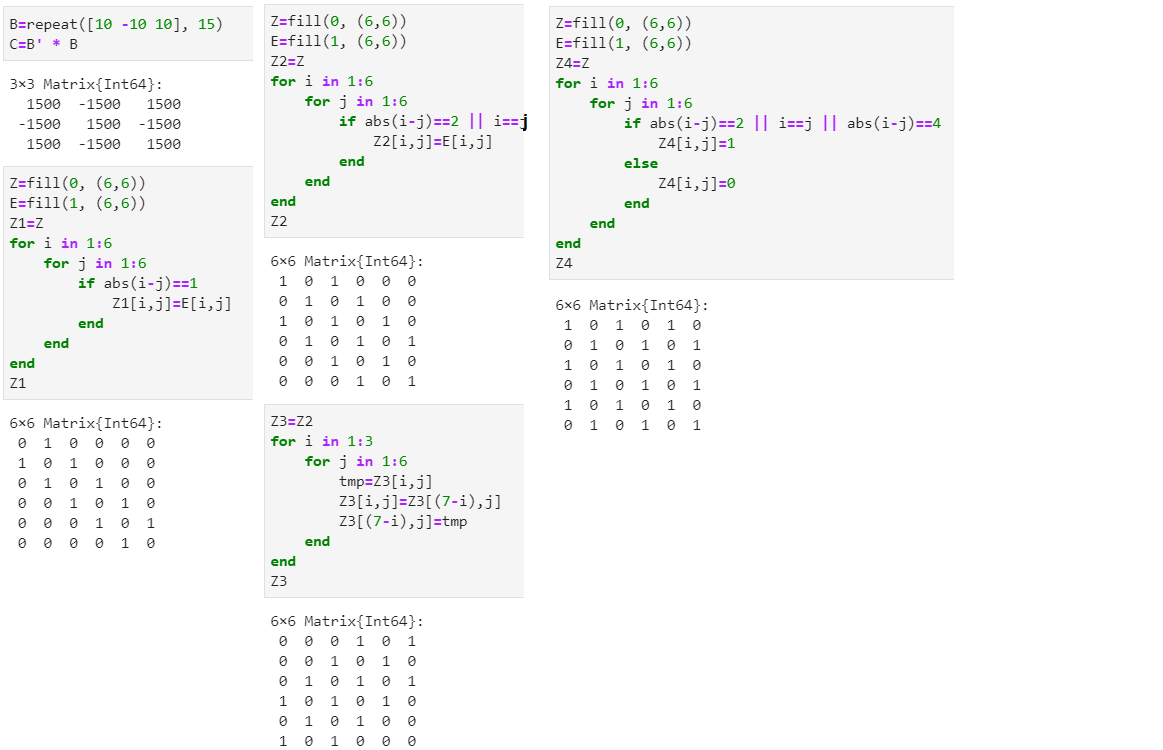 B=repeat([10 -10 10], 15)
C=B' * B
3×3 Matrix{Int64}:
  1500  -1500   1500
 -1500   1500  -1500
  1500  -1500   1500
Z=fill(0, (6,6))
E=fill(1, (6,6))
Z1=Z
for i in 1:6
    for j in 1:6
        if abs(i-j)==1
            Z1[i,j]=E[i,j]
        end
    end
end
Z1
6×6 Matrix{Int64}:
 0  1  0  0  0  0
 1  0  1  0  0  0
 0  1  0  1  0  0
 0  0  1  0  1  0
 0  0  0  1  0  1
 0  0  0  0  1  0
Z=fill(0, (6,6))
E=fill(1, (6,6))
Z2=Z
for i in 1:6
    for j in 1:6
        if abs(i-j)==2 || i==j
            Z2[i,j]=E[i,j]
        end
    end
end
Z2
6×6 Matrix{Int64}:
 1  0  1  0  0  0
 0  1  0  1  0  0
 1  0  1  0  1  0
 0  1  0  1  0  1
 0  0  1  0  1  0
 0  0  0  1  0  1
Z3=Z2
for i in 1:3
    for j in 1:6
        tmp=Z3[i,j]
        Z3[i,j]=Z3[(7-i),j]
        Z3[(7-i),j]=tmp
    end
end
Z3
6×6 Matrix{Int64}:
 0  0  0  1  0  1
 0  0  1  0  1  0
 0  1  0  1  0  1
 1  0  1  0  1  0
 0  1  0  1  0  0
 1  0  1  0  0  0
Z=fill(0, (6,6))
E=fill(1, (6,6))
Z4=Z
for i in 1:6
    for j in 1:6
        if abs(i-j)==2 || i==j || abs(i-j)==4
            Z4[i,j]=1
        else
            Z4[i,j]=0
        end
    end
end
Z4
6×6 Matrix{Int64}:
 1  0  1  0  1  0
 0  1  0  1  0  1
 1  0  1  0  1  0
 0  1  0  1  0  1
 1  0  1  0  1  0
 0  1  0  1  0  1